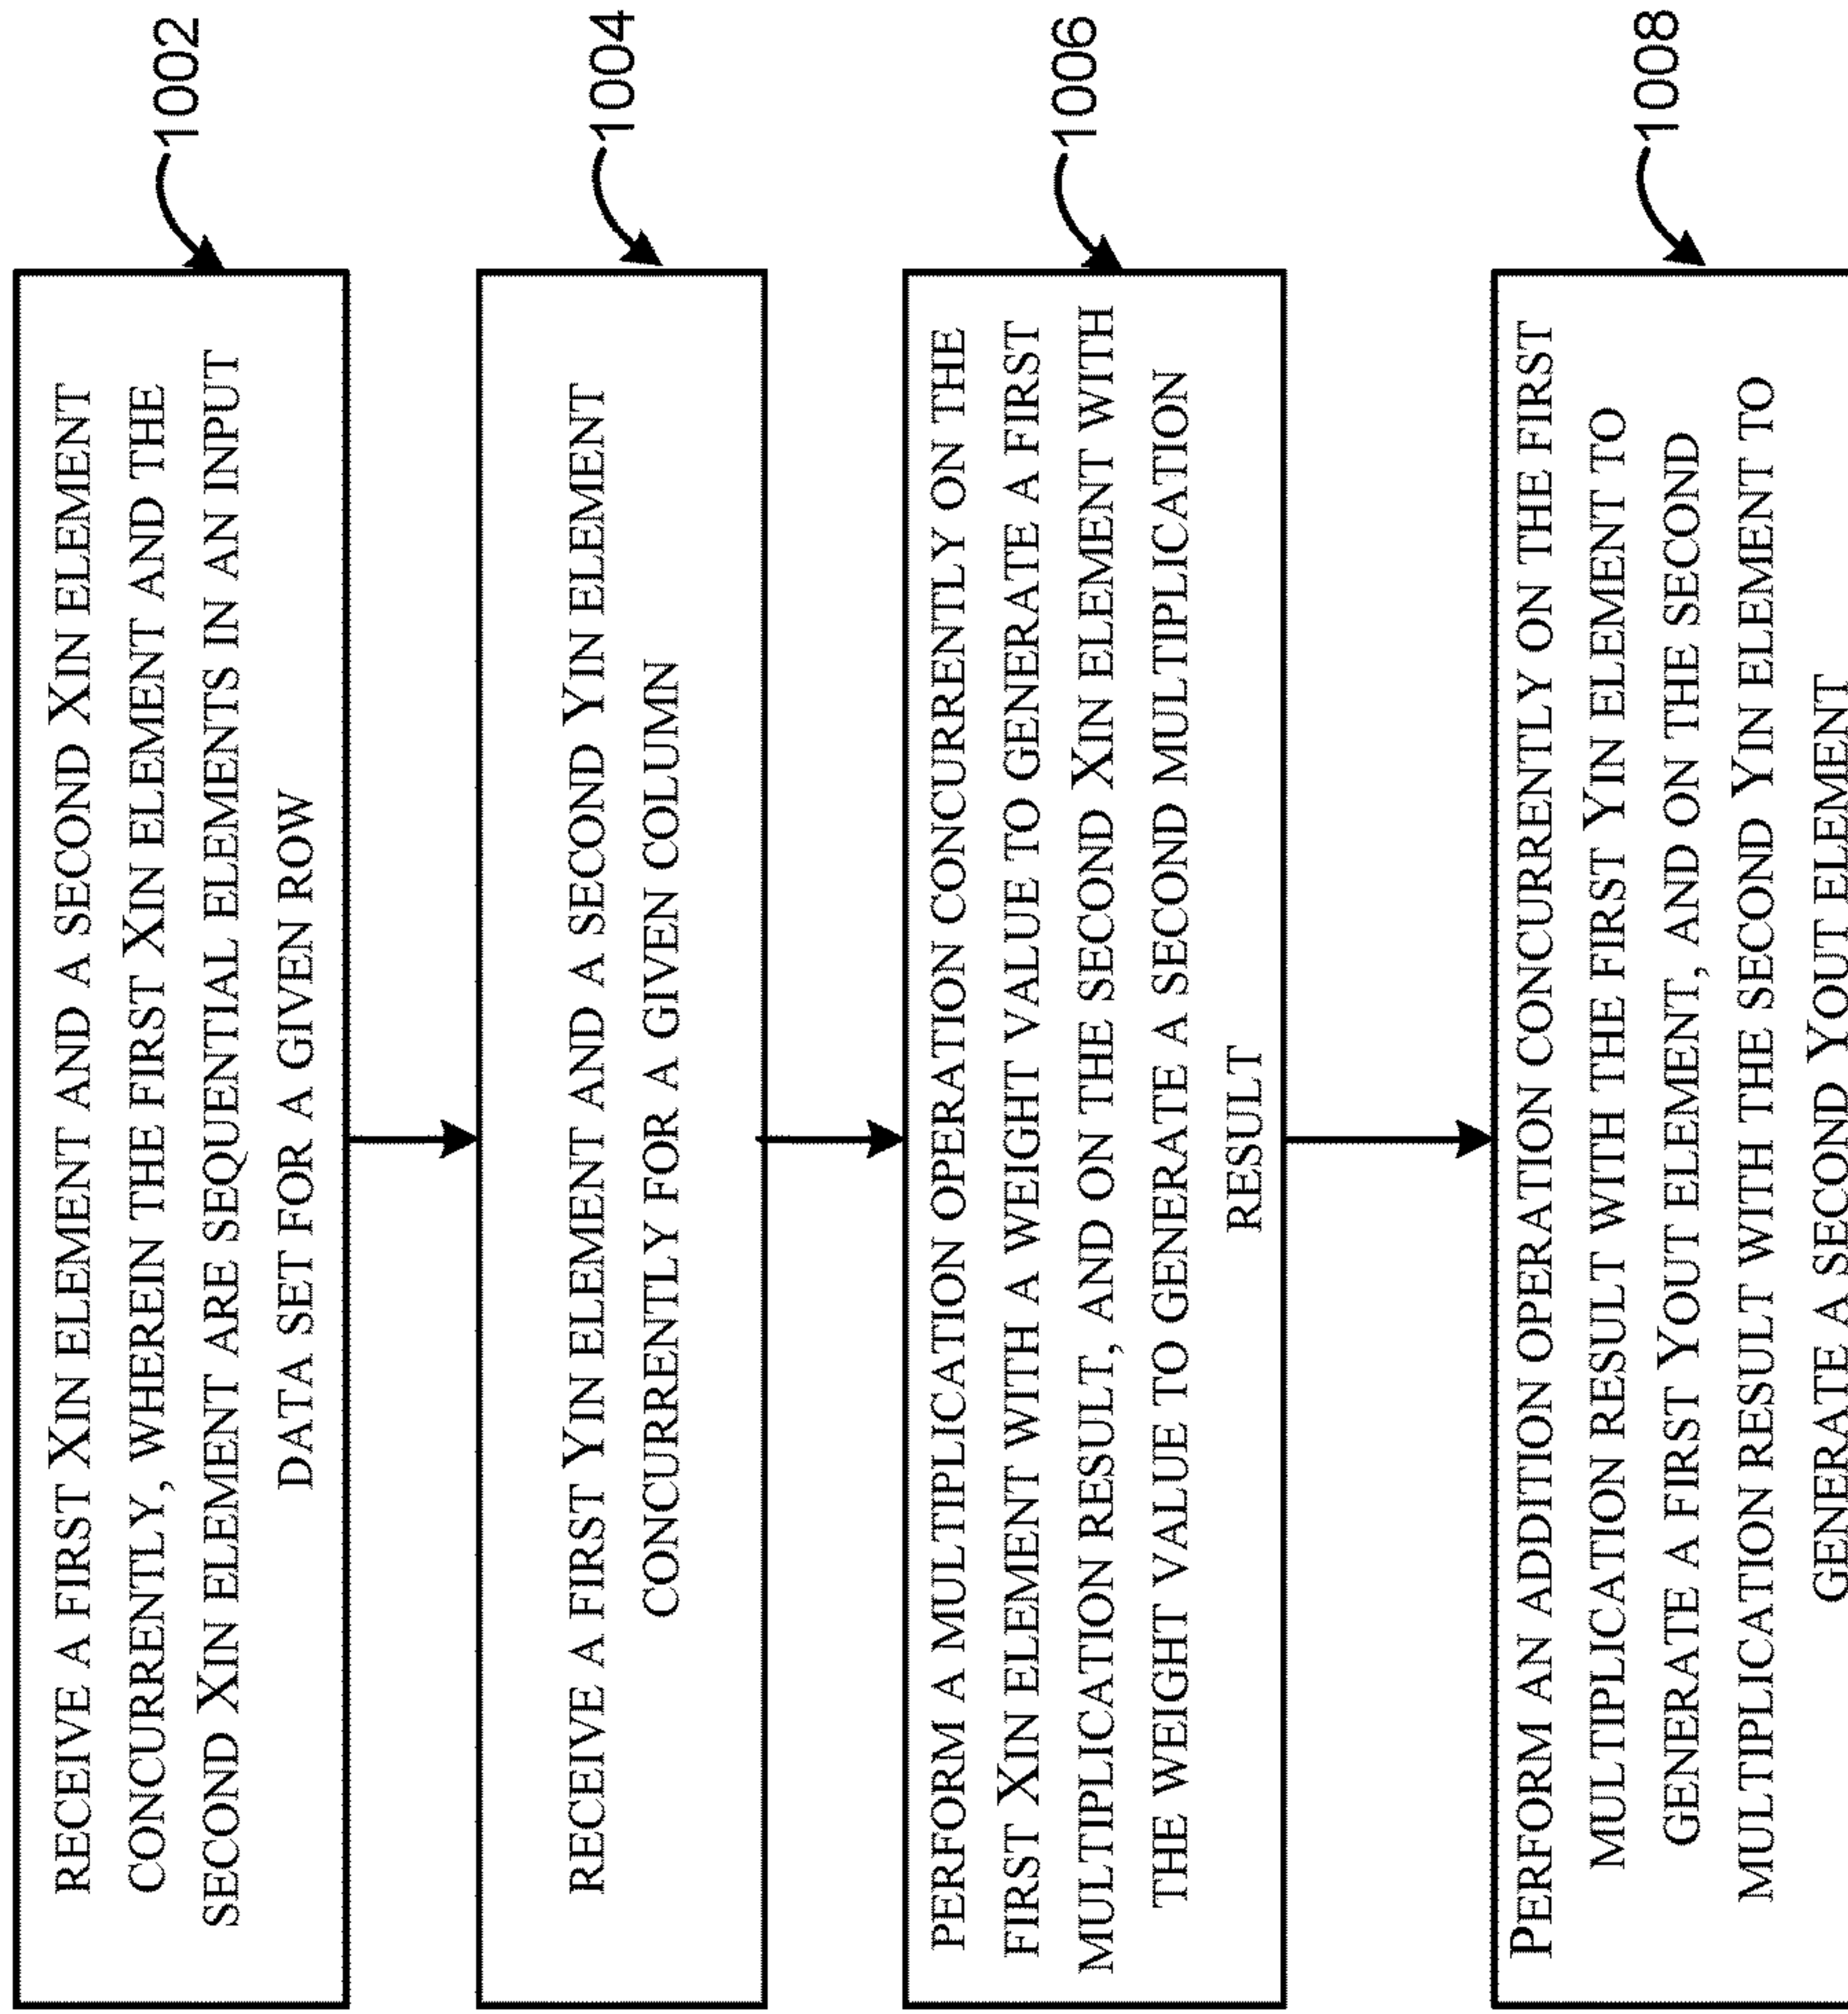 RECEIVE A FIRST XIN ELEMENT AND A SECOND XIN ELEMENT
CONCURRENTLY, WHEREIN THE FIRST XIN ELEMENT AND THE
SECOND XIN ELEMENT ARE SEQUENTIAL ELEMENTS IN AN INPUT
DATA SET FOR A GIVEN ROW
1002
RECEIVE A FIRST YIN ELEMENT AND A SECOND YIN ELEMENT
CONCURRENTLY FOR A GIVEN COLUMN
1004
PERFORM A MULTIPLICATION OPERATION CONCURRENTLY ON THE
FIRST XIN ELEMENT WITH A WEIGHT VALUE TO GENERATE A FIRST
MULTIPLICATION RESULT, AND ON THE SECOND XIN ELEMENT WITH
THE WEIGHT VALUE TO GENERATE A SECOND MULTIPLICATION
RESULT
1006
PERFORM AN ADDITION OPERATION CONCURRENTLY ON THE FIRST
MULTIPLICATION RESULT WITH THE FIRST YIN ELEMENT TO
GENERATE A FIRST YOUT ELEMENT, AND ON THE SECOND
MULTIPLICATION RESULT WITH THE SECOND YIN ELEMENT TO
GENERATE A SECOND YOUT ELEMENT
1008